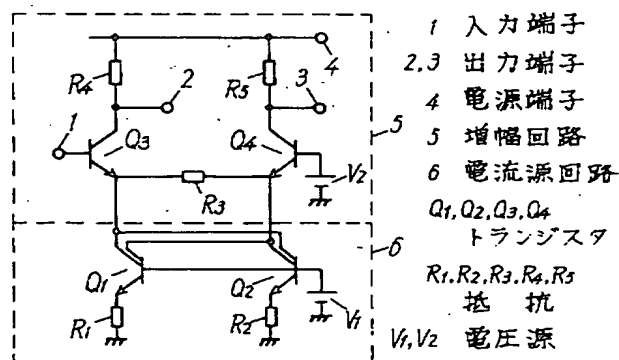 R4
R5
2
3
4
1
Q3
Q4
5
V2
R3
6
Q1
Q2
R1
R2
V1
1 入力端子
2,3 出力端子
4 電源端子
5 増幅回路
6 電流源回路
Q1,Q2,Q3,Q4
トランジスタ
R1,R2,R3,R4,R5
抵 抗
V1,V2 電圧源